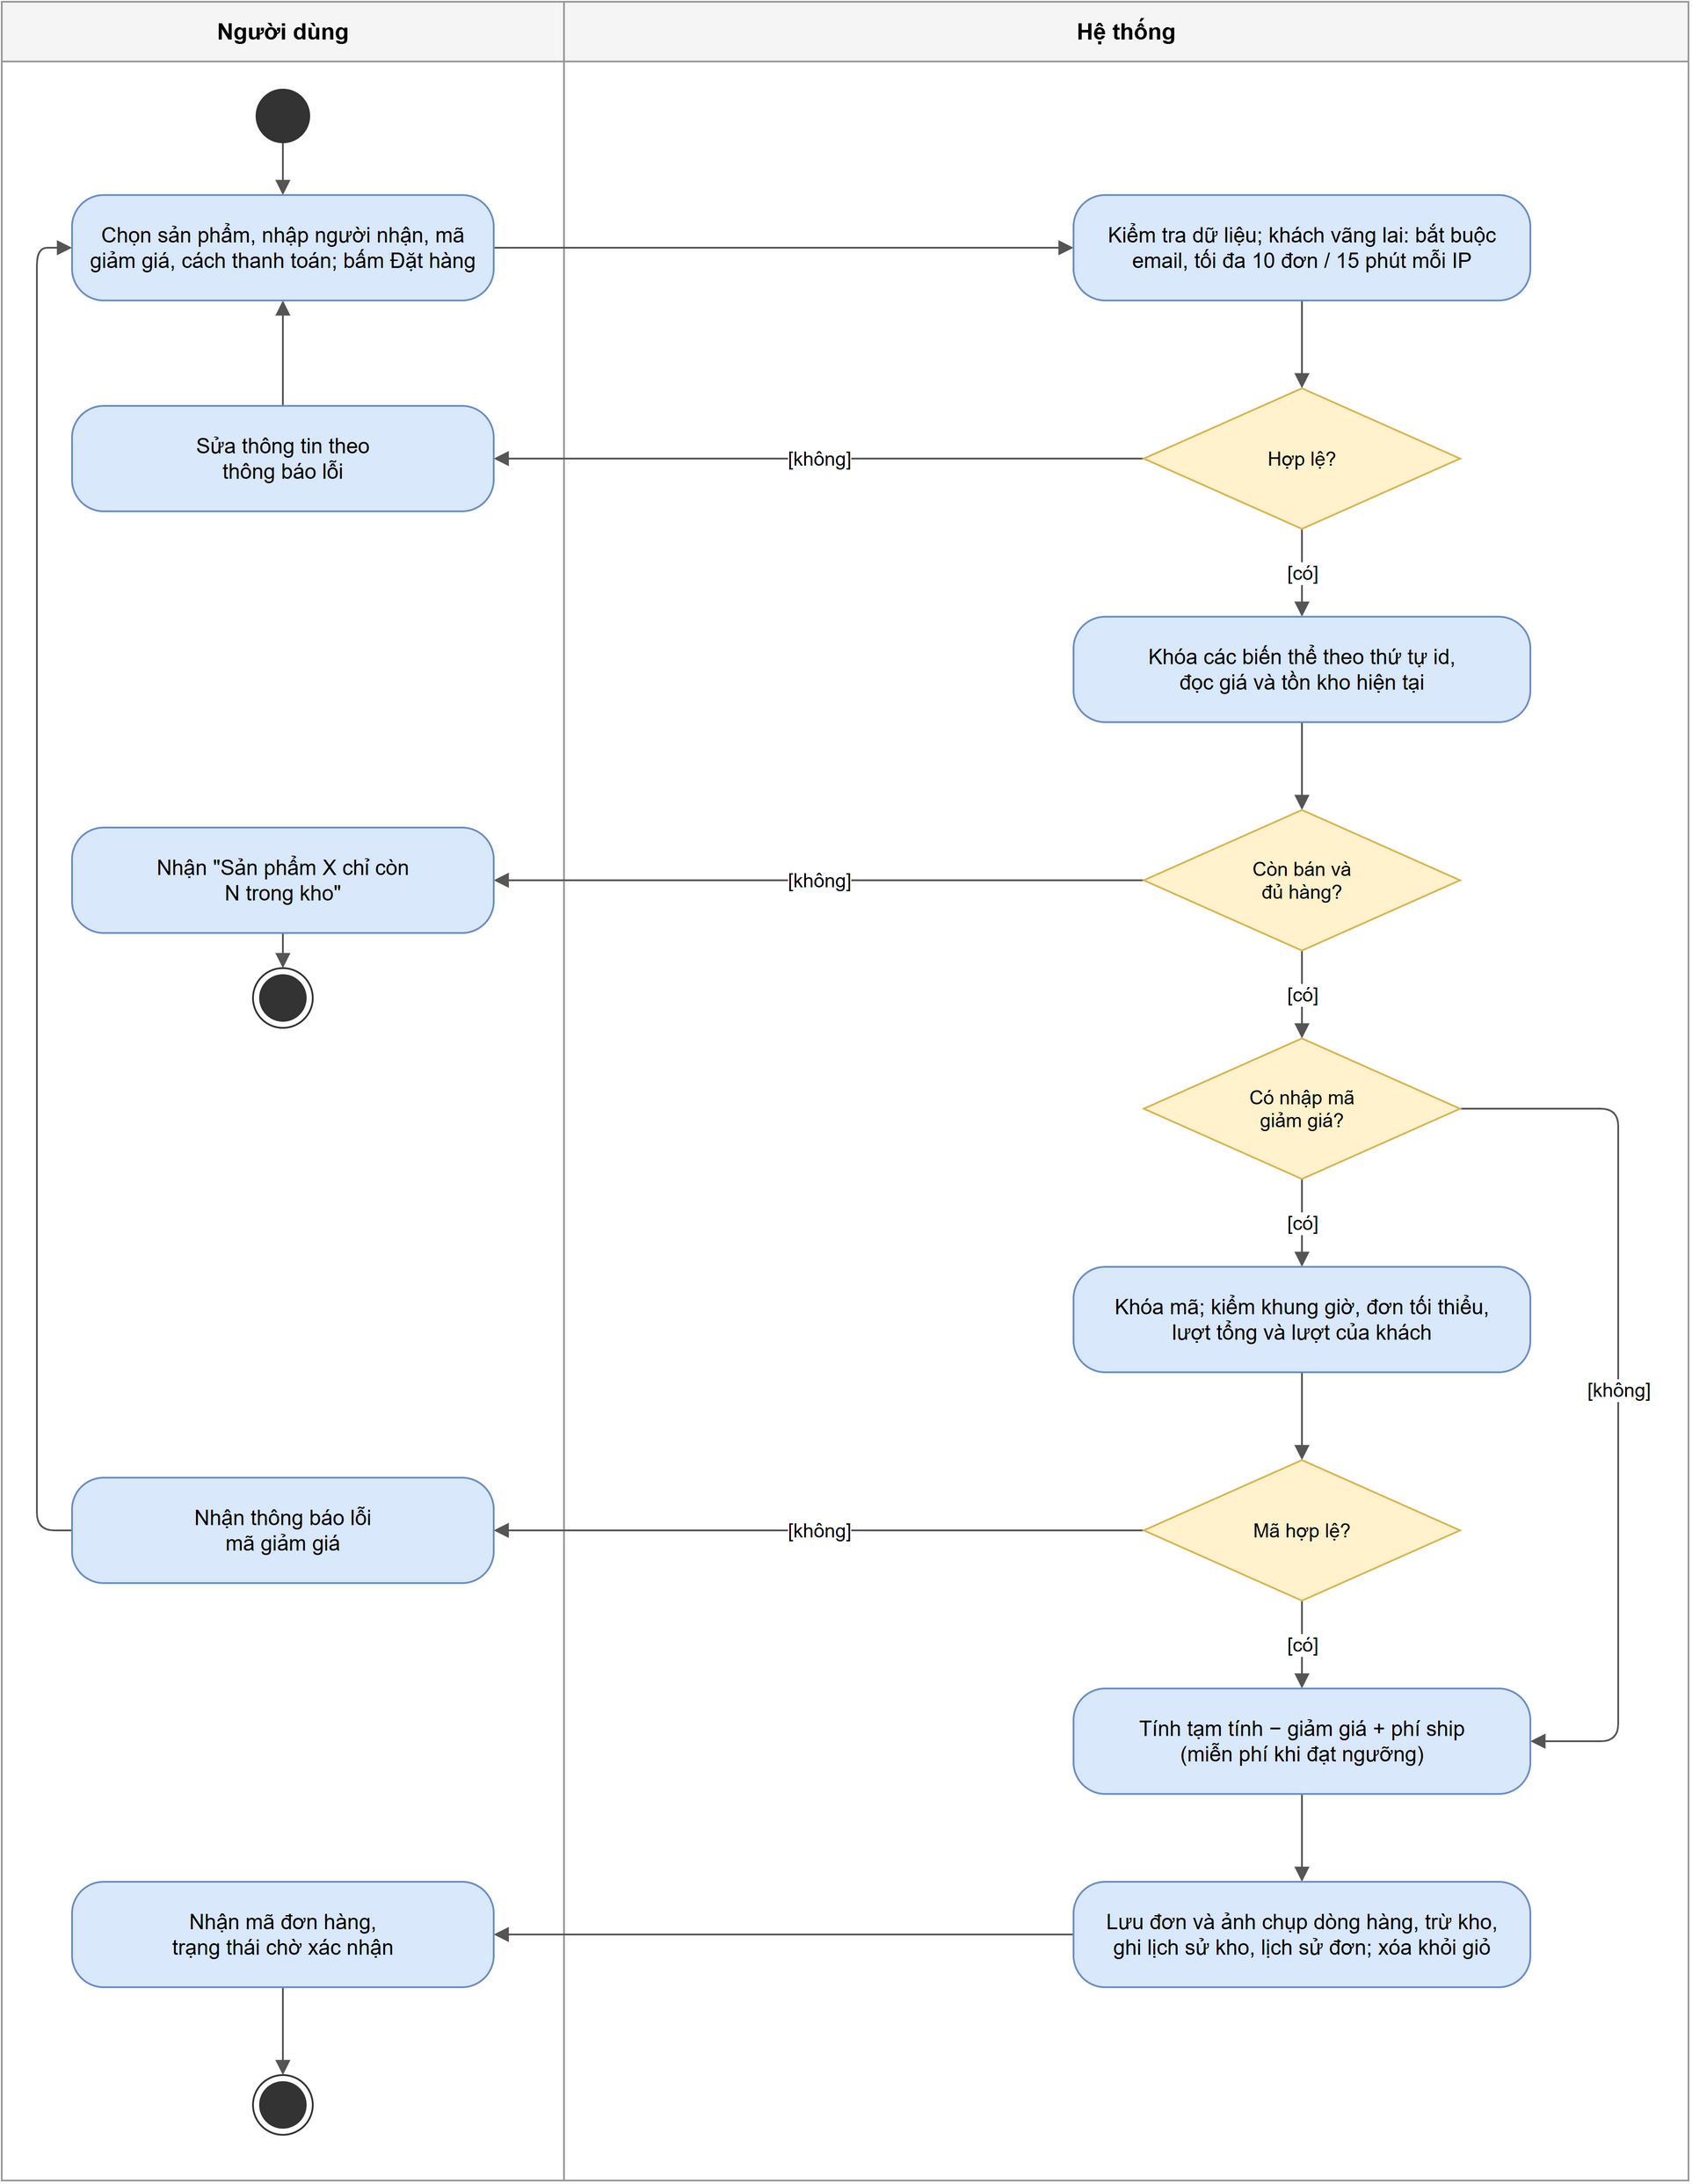 Người dùng
Hệ thống
Chọn sản phẩm, nhập người nhận, mã
giảm giá, cách thanh toán; bấm Đặt hàng
Kiểm tra dữ liệu; khách vãng lai: bắt buộc
email, tối đa 10 đơn / 15 phút mỗi IP
Sửa thông tin theo
thông báo lỗi
[không]
Hợp lệ?
[có]
Khóa các biến thể theo thứ tự id,
đọc giá và tồn kho hiện tại
Nhận "Sản phẩm X chỉ còn
N trong kho"
[không]
Còn bán và
đủ hàng?
[có]
Có nhập mã
giảm giá?
[có]
Khóa mã; kiểm khung giờ, đơn tối thiểu,
lượt tổng và lượt của khách
[không]
Nhận thông báo lỗi
mã giảm giá
[không]
Mã hợp lệ?
[có]
Tính tạm tính − giảm giá + phí ship
(miễn phí khi đạt ngưỡng)
Nhận mã đơn hàng,
trạng thái chờ xác nhận
Lưu đơn và ảnh chụp dòng hàng, trừ kho,
ghi lịch sử kho, lịch sử đơn; xóa khỏi giỏ